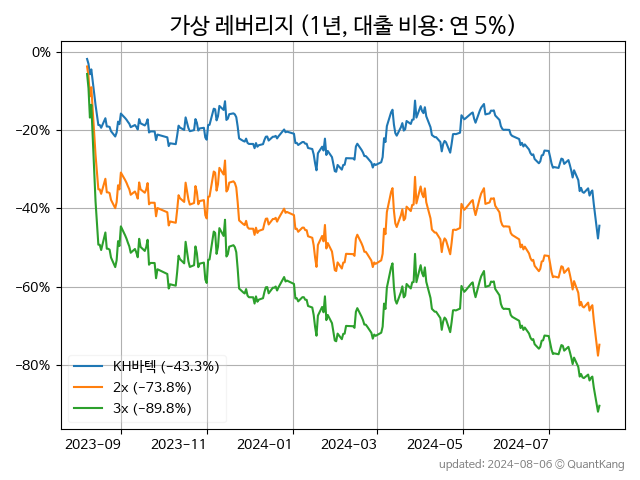 가상 레버리지 (1년, 대출 비용: 연 5%)
0%
−20%
−40%
−60%
−80%
KH바텍 (−43.3%)
2x (−73.8%)
3x (−89.8%)
2023-09 2023-11 2024-01 2024-03 2024-05 2024-07
updated: 2024-08-06 © QuantKang